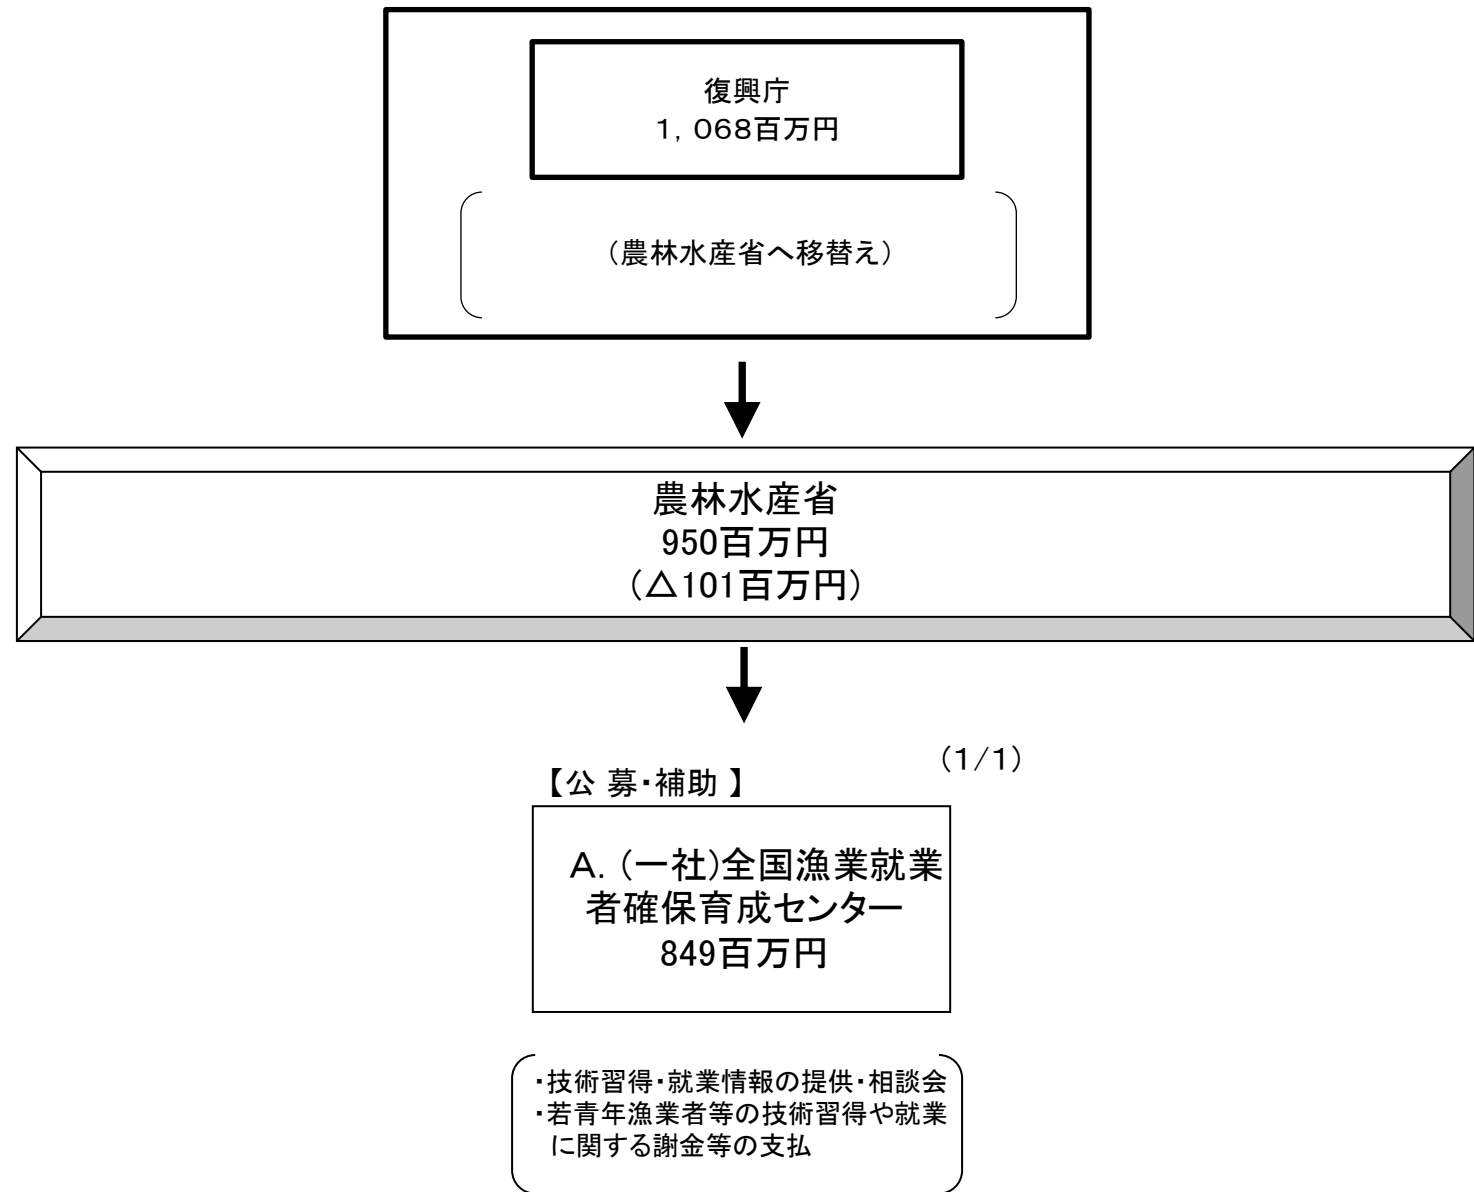 復興庁
１，０６８百万円
（農林水産省へ移替え）
農林水産省
950百万円
（△101百万円）
（１／１）
【公 募・補助 】
Ａ．（一社）全国漁業就業
者確保育成センター
849百万円
・技術習得・就業情報の提供・相談会
・若青年漁業者等の技術習得や就業
に関する謝金等の支払